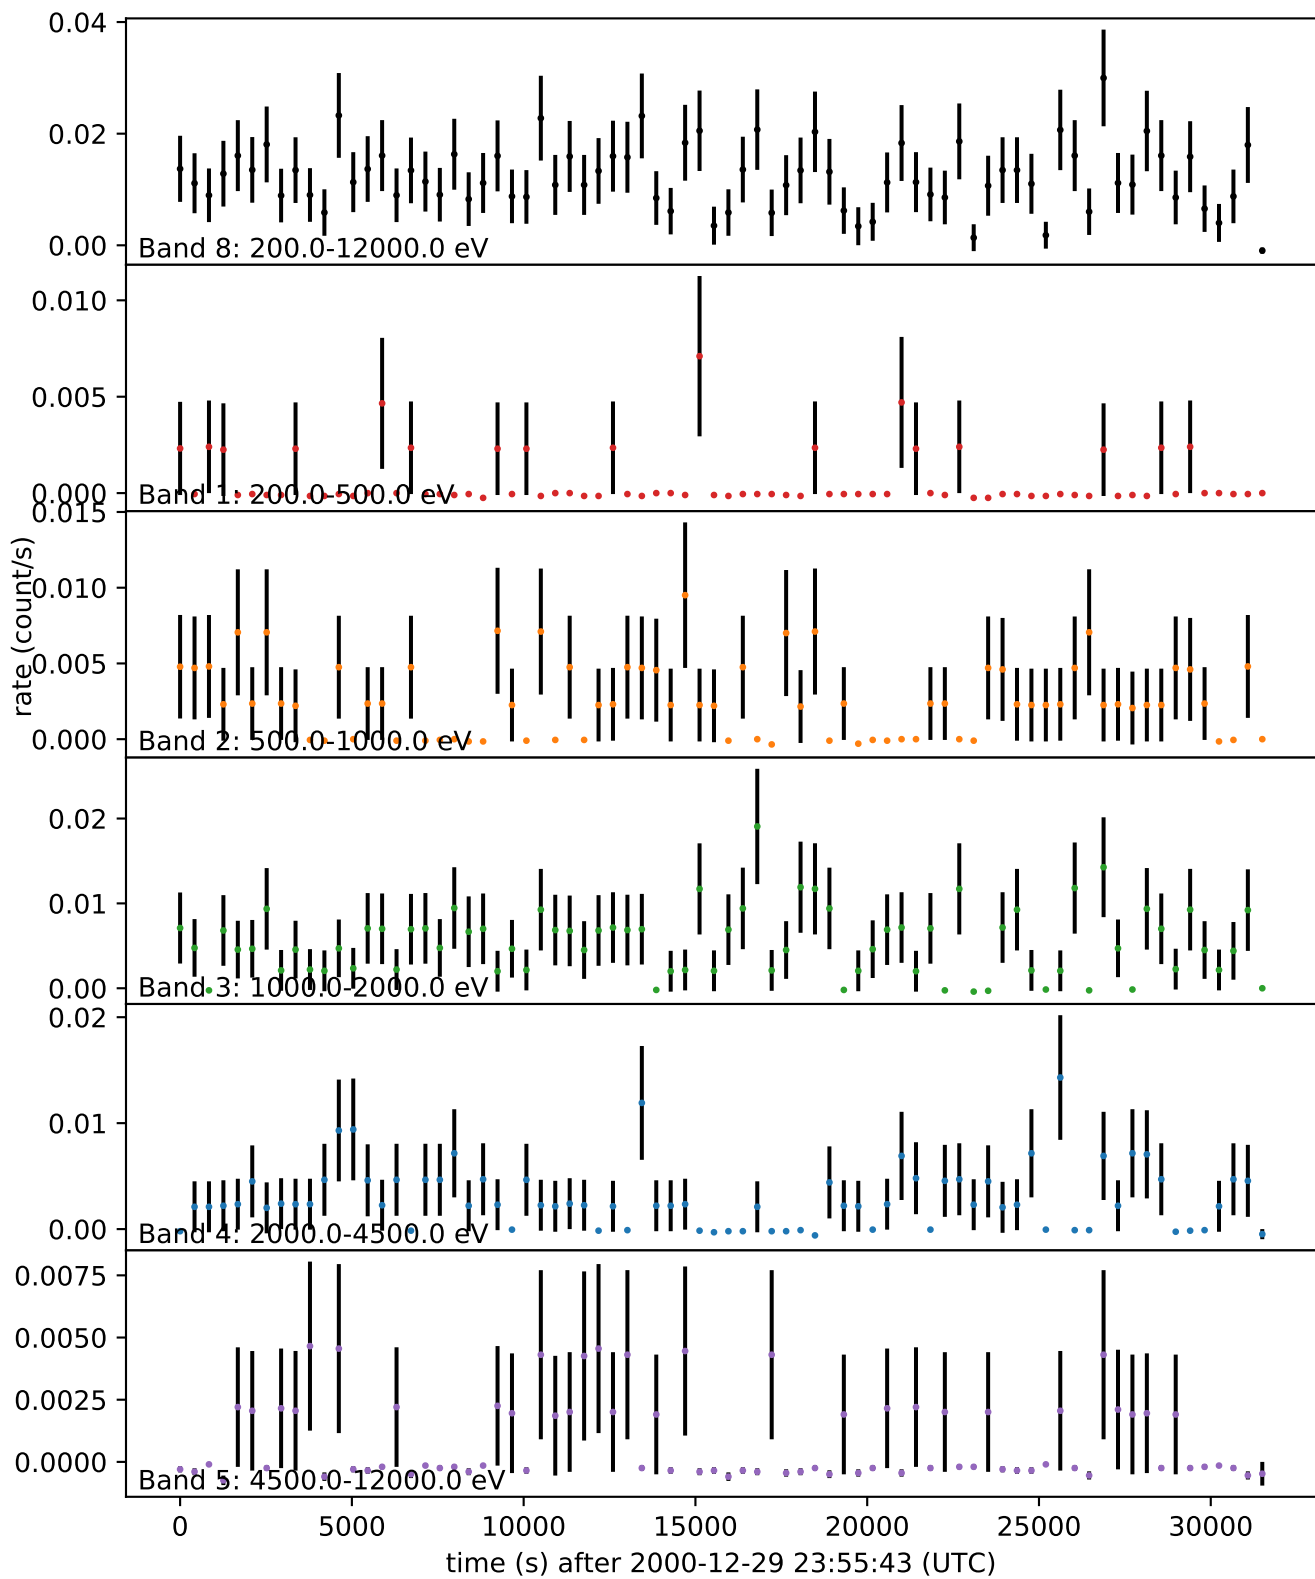 0.04
0.02
0.00
Band 8: 200.0-12000.0 eV
0.010
0.005
0.000
Band 1: 200.0-500.0 eV
0.015
0.010
0.005
0.000
Band 2: 500.0-1000.0 eV
rate (count/s)
0.02
0.01
0.00
Band 3: 1000.0-2000.0 eV
0.02
0.01
0.00
Band 4: 2000.0-4500.0 eV
0.0075
0.0050
0.0025
0.0000
Band 5: 4500.0-12000.0 eV
0 5000 10000 15000 20000 25000 30000
time (s) after 2000-12-29 23:55:43 (UTC)